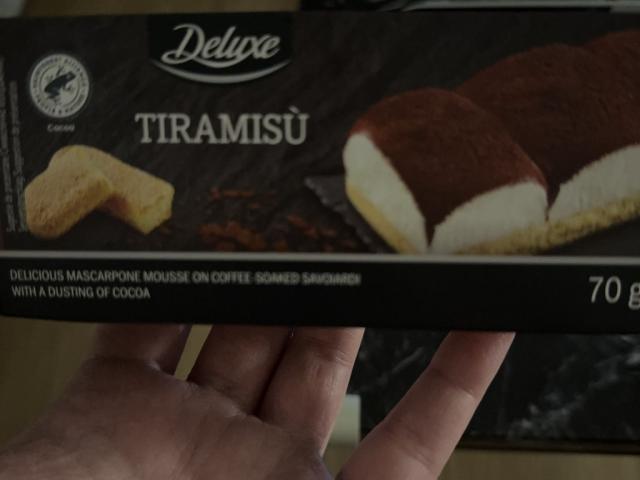 Deluxe
Cocoa
TIRAMISÙ
DELICIOUS MASCARPONE MOUSSE ON COFFEE-SOAKED SAVOIARDI
WITH A DUSTING OF COCOA
70 g